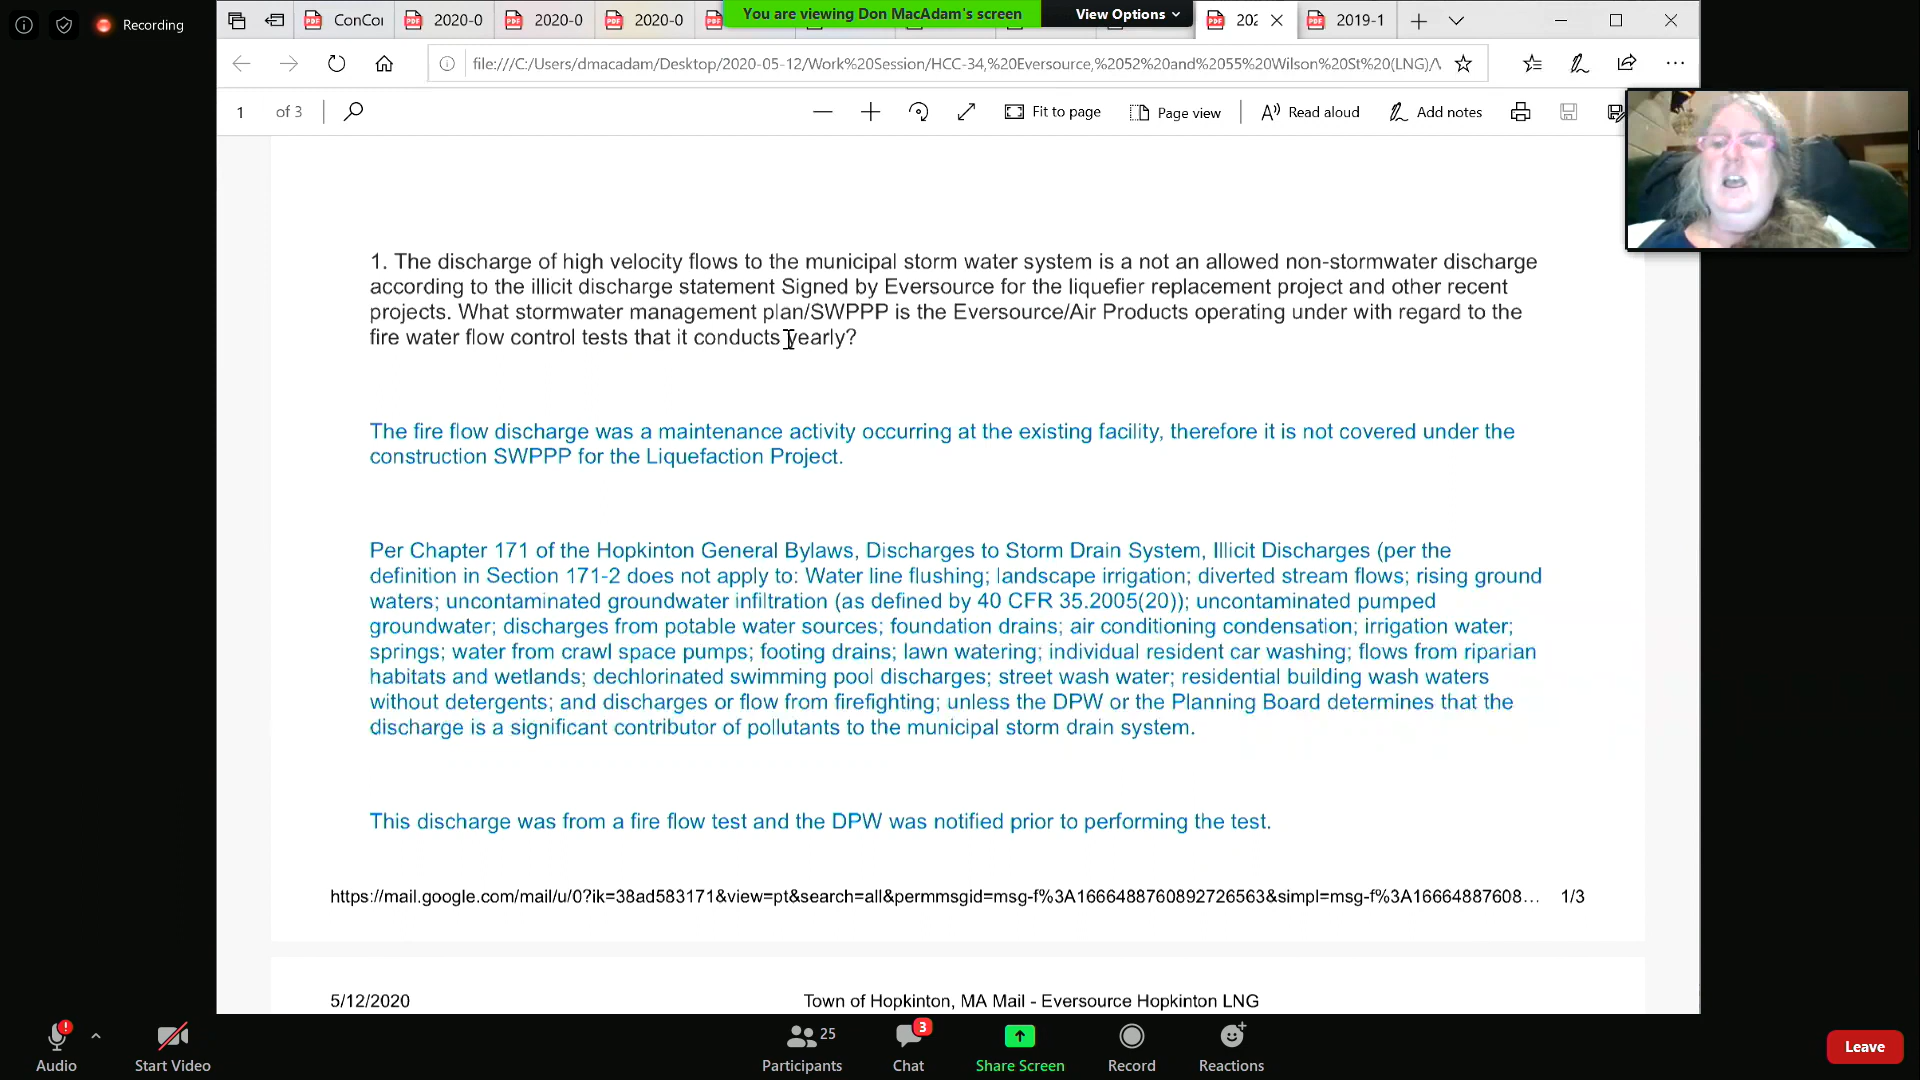 Recording
ConCor
2020-0
2020-0
2020-0
You are viewing Don MacAdam's screen
View Options
202
2019-1
file:///C:/Users/dmacadam/Desktop/2020-05-12/Work%20Session/HCC-34,%20Eversource,%2052%20and%2055%20Wilson%20St%20(LNG)/
1 of 3
Fit to page
Page view
Read aloud
Add notes
1. The discharge of high velocity flows to the municipal storm water system is a not an allowed non-stormwater discharge
according to the illicit discharge statement Signed by Eversource for the liquefier replacement project and other recent
projects. What stormwater management plan/SWPPP is the Eversource/Air Products operating under with regard to the
fire water flow control tests that it conducts yearly?
The fire flow discharge was a maintenance activity occurring at the existing facility, therefore it is not covered under the
construction SWPPP for the Liquefaction Project.
Per Chapter 171 of the Hopkinton General Bylaws, Discharges to Storm Drain System, Illicit Discharges (per the
definition in Section 171-2 does not apply to: Water line flushing; landscape irrigation; diverted stream flows; rising ground
waters; uncontaminated groundwater infiltration (as defined by 40 CFR 35.2005(20)); uncontaminated pumped
groundwater; discharges from potable water sources; foundation drains; air conditioning condensation; irrigation water;
springs; water from crawl space pumps; footing drains; lawn watering; individual resident car washing; flows from riparian
habitats and wetlands; dechlorinated swimming pool discharges; street wash water; residential building wash waters
without detergents; and discharges or flow from firefighting; unless the DPW or the Planning Board determines that the
discharge is a significant contributor of pollutants to the municipal storm drain system.
This discharge was from a fire flow test and the DPW was notified prior to performing the test.
https://mail.google.com/mail/u/0?ik=38ad583171&view=pt&search=all&permmsgid=msg-f%3A1666488760892726563&simpl=msg-f%3A16664887608... 1/3
5/12/2020
Town of Hopkinton, MA Mail - Eversource Hopkinton LNG
25
3
Audio
Start Video
Participants
Chat
Share Screen
Record
Reactions
Leave